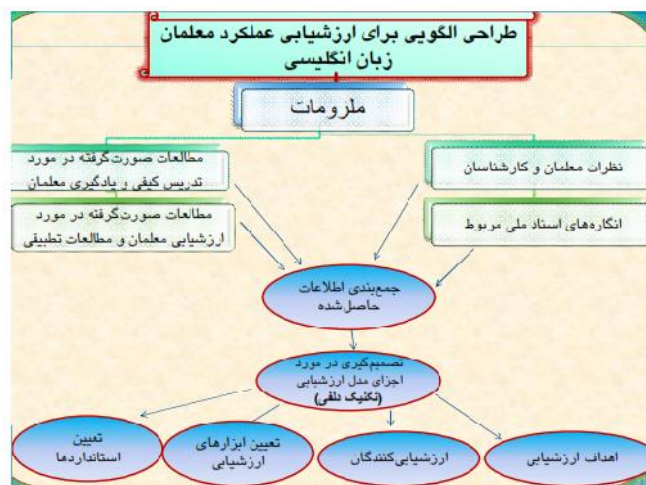 طراحی الگویی برای ارزشیابی عملکرد معلمان
زبان انگلیسی
ملزومات
نظرات معلمان و کارشناسان
مطالعات صورت‌گرفته در مورد
تدریس کیفی و یادگیری معلمان
انگاره‌های اسناد ملی مربوط
مطالعات صورت‌گرفته در مورد
ارزشیابی معلمان و مطالعات تطبیقی
جمع‌بندی اطلاعات
حاصل‌شده
تصمیم‌گیری در مورد
اجزای مدل ارزشیابی
(تکنیک دلفی)
اهداف ارزشیابی
ارزشیابی‌کنندگان
تعیین ابزارهای
ارزشیابی
تعیین
استانداردها